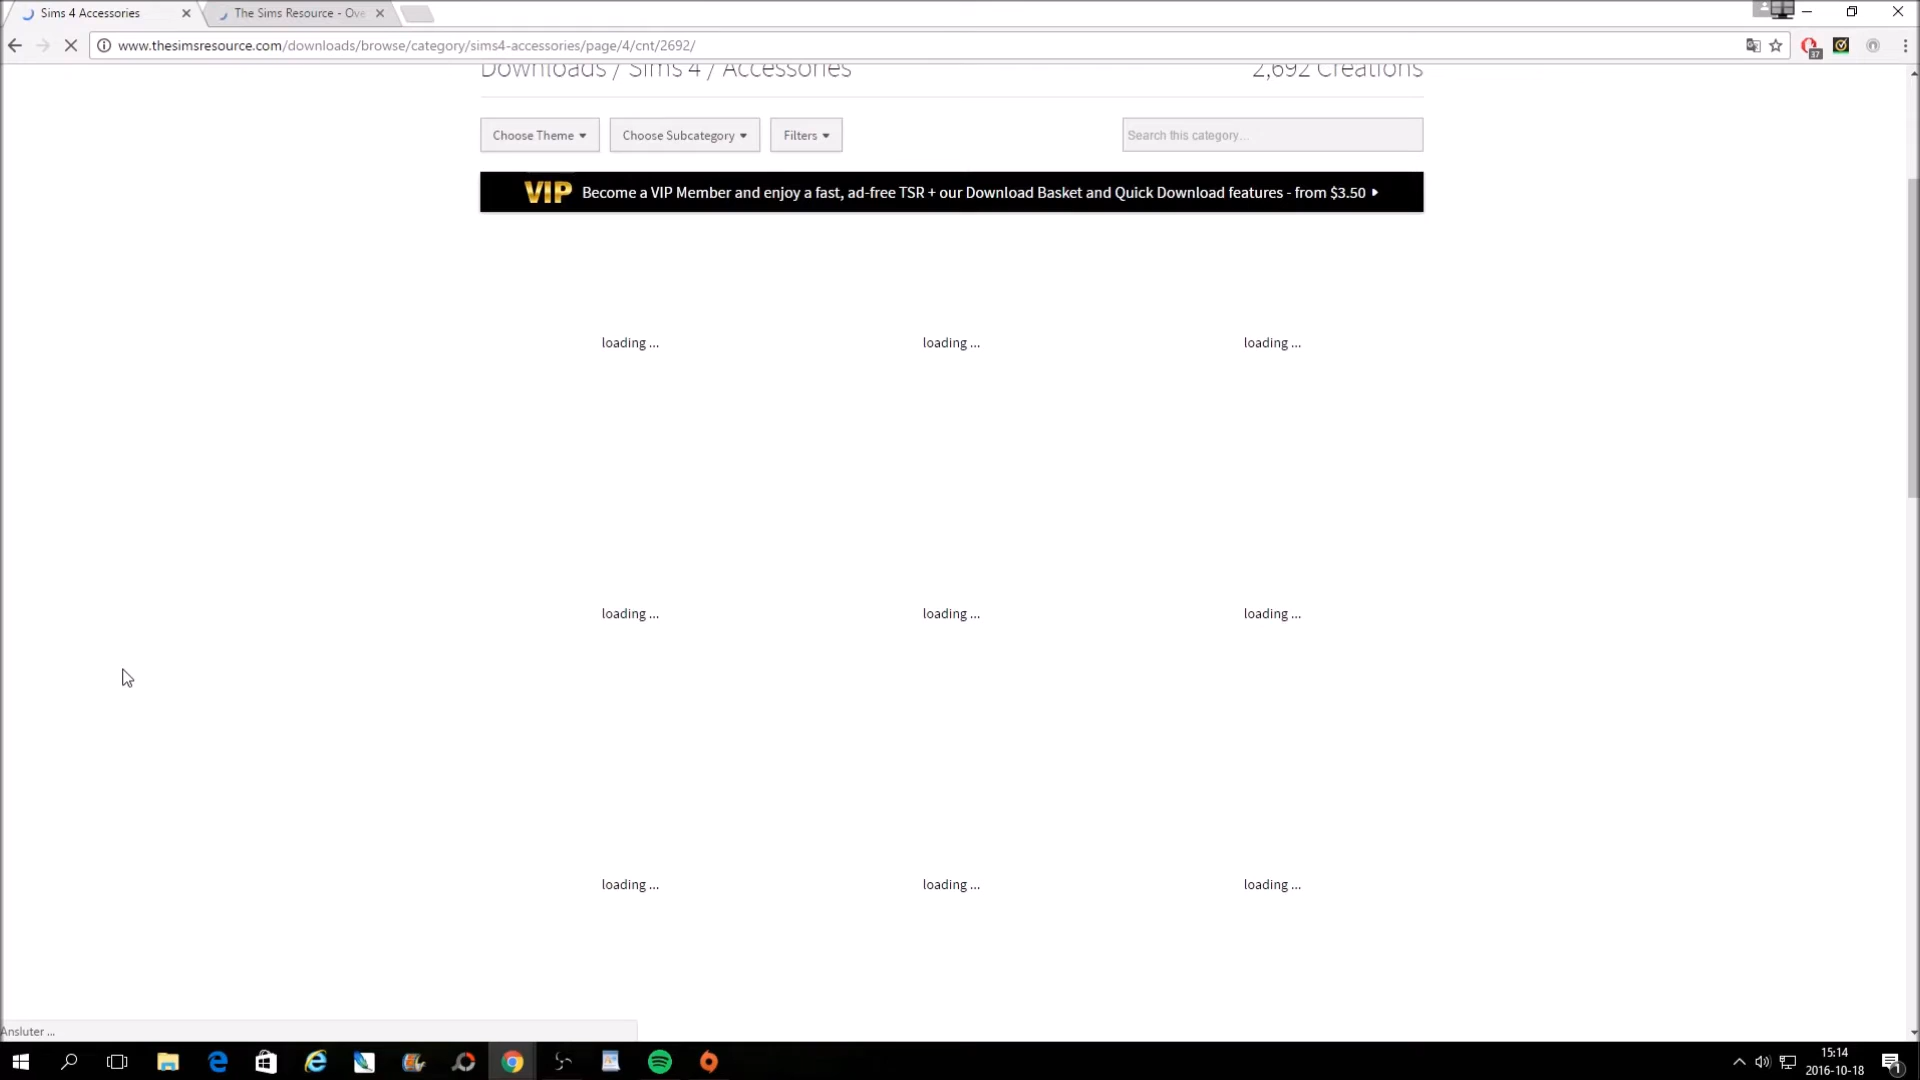 Sims 4 Accessories
The Sims Resource - Ove
www.thesimsresource.com/downloads/browse/category/sims4-accessories/page/4/cnt/2692/
37
Downloads / Sims 4 / Accessories
2,692 Creations
Choose Theme
Choose Subcategory
Filters
Search this category...
VIP Become a VIP Member and enjoy a fast, ad-free TSR + our Download Basket and Quick Download features - from $3.50
loading ...
loading ...
loading ...
loading ...
loading ...
loading ...
loading ...
loading ...
loading ...
Ansluter ...
15:14
2016-10-18
1